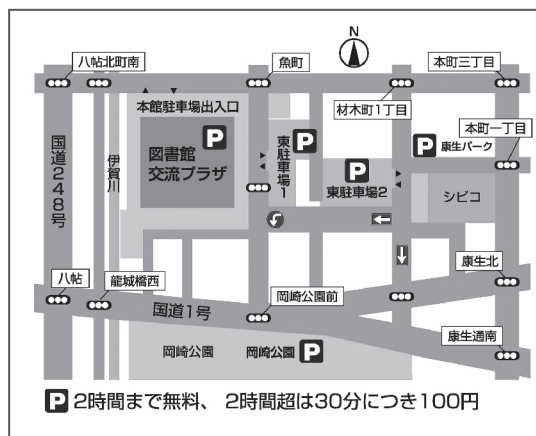 N
八帖北町南
魚町
本町三丁目
本館駐車場出入口
材木町1丁目
国道248号
伊賀川
図書館
交流プラザ
P
東駐車場1
P
P
東駐車場2
P 康生パーク
本町一丁目
シビコ
康生北
八帖
龍城橋西
国道1号
岡崎公園前
康生通南
岡崎公園
岡崎公園 P
P 2時間まで無料、 2時間超は30分につき100円